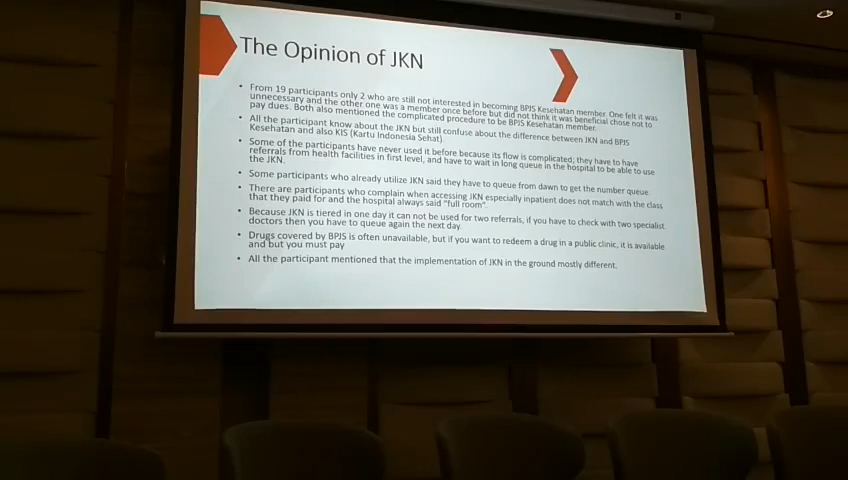 The Opinion of JKN
• From 19 participants only 2 who are still not interested in becoming BPJS Kesehatan member. One felt it was
unnecessary and the other one was a member once before but did not think it was beneficial chose not to
pay dues. Both also mentioned the complicated procedure to be BPJS Kesehatan member.
• All the participant know about the JKN but still confuse about the difference between JKN and BPJS
Kesehatan and also KIS (Kartu Indonesia Sehat)
• Some of the participants have never used it before because its flow is complicated; they have to have
referrals from health facilities in first level, and have to wait in long queue in the hospital to be able to use
the JKN.
• Some participants who already utilize JKN said they have to queue from dawn to get the number queue
• There are participants who complain when accessing JKN especially inpatient does not match with the class
that they paid for and the hospital always said "full room".
• Because JKN is tiered in one day it can not be used for two referrals, if you have to check with two specialist
doctors then you have to queue again the next day.
• Drugs covered by BPJS is often unavailable, but if you want to redeem a drug in a public clinic, it is available
and but you must pay
• All the participant mentioned that the implementation of JKN in the ground mostly different.